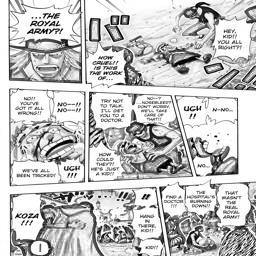 HEY,
KID!!
YOU ALL
RIGHT?!
HOW
CRUEL!!
IS THIS
THE WORK
OF...
...THE
ROYAL
ARMY?!
N-NO...
UGH
!!
NO--!!
NOSEBLEED?!
DON'T WORRY,
WE'LL TAKE
CARE OF
THAT!!
TRY NOT
TO TALK.
I'LL GET
YOU TO A
DOCTOR.
NO--!
NO--!!
NO!!
YOU'VE
GOT IT ALL
WRONG!!
NO...
HOW
COULD
THEY?!
HE'S JUST
A KID!!
UGH
!!!
WE'VE ALL
BEEN TRICKED!
THAT
WASN'T
THE REAL
ROYAL
ARMY!
THE
HOSPITAL'S
BURNING
DOWN!!
FIND A
DOCTOR
!!!
HANG
IN
THERE,
KID!!
KID!!
KOZA
!!!